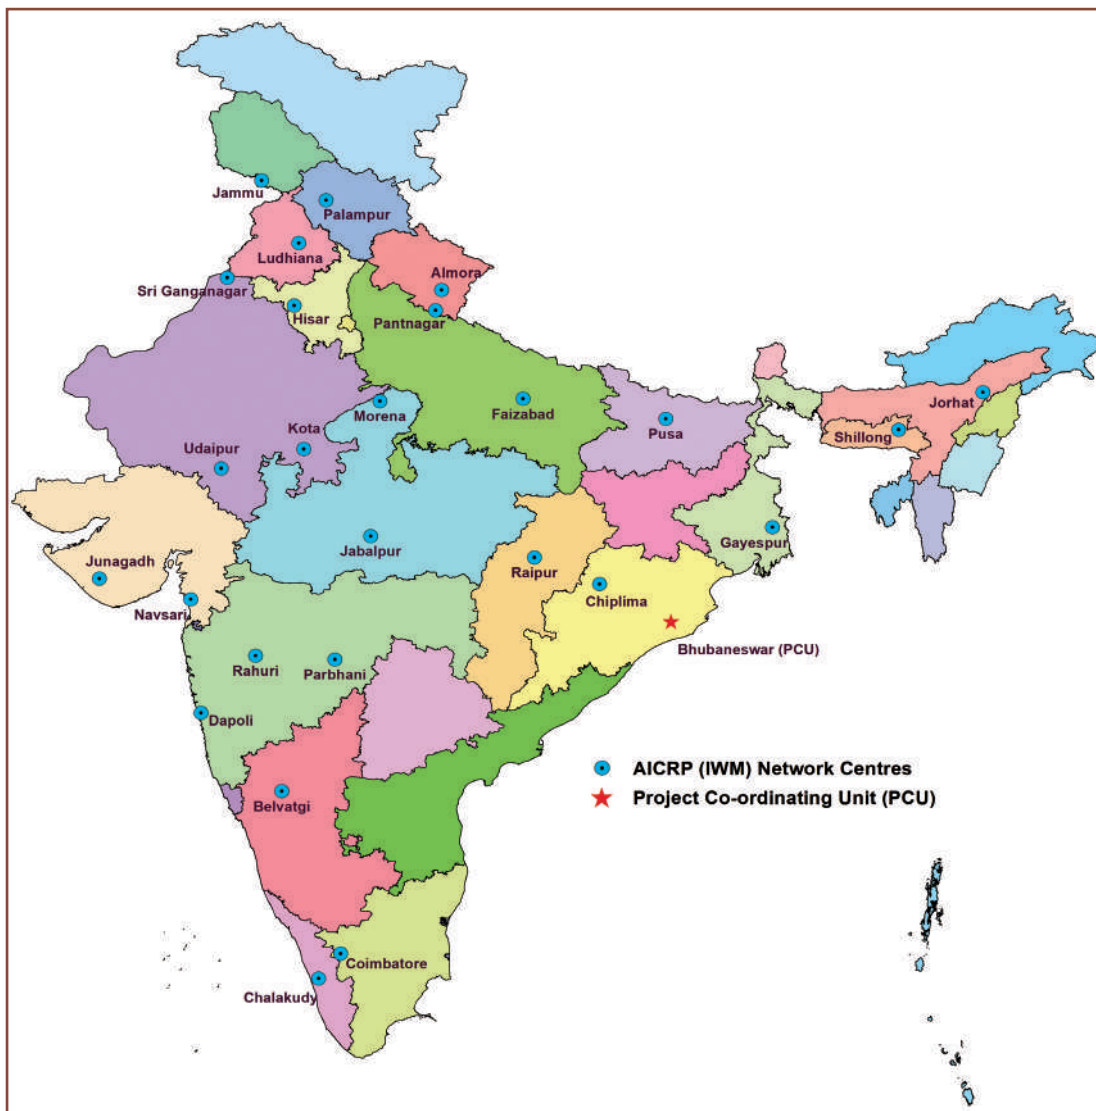 Jammu
Palampur
Ludhiana
Almora
Sri Ganganagar
Hisar
Pantnagar
Morena
Faizabad
Jorhat
Kota
Pusa
Shillong
Udaipur
Jabalpur
Gayespur
Junagadh
Raipur
Chiplima
Navsari
Bhubaneswar (PCU)
Rahuri
Parbhani
Dapoli
AICRP (IWM) Network Centres
Belvatgi
Project Co-ordinating Unit (PCU)
Coimbatore
Chalakudy